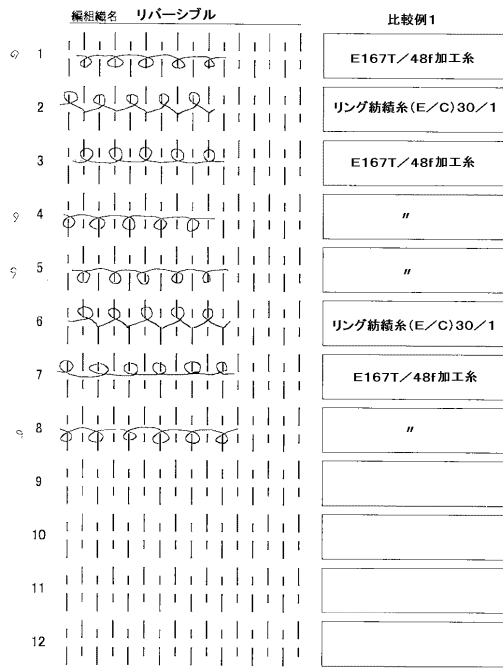 編組織名 リバーシブル 比較例1
1 E167T／48f加工糸
2 リング紡績糸(E／C)30／1
3 E167T／48f加工糸
4 〃
5 〃
6 リング紡績糸(E／C)30／1
7 E167T／48f加工糸
8 〃
9
10
11
12